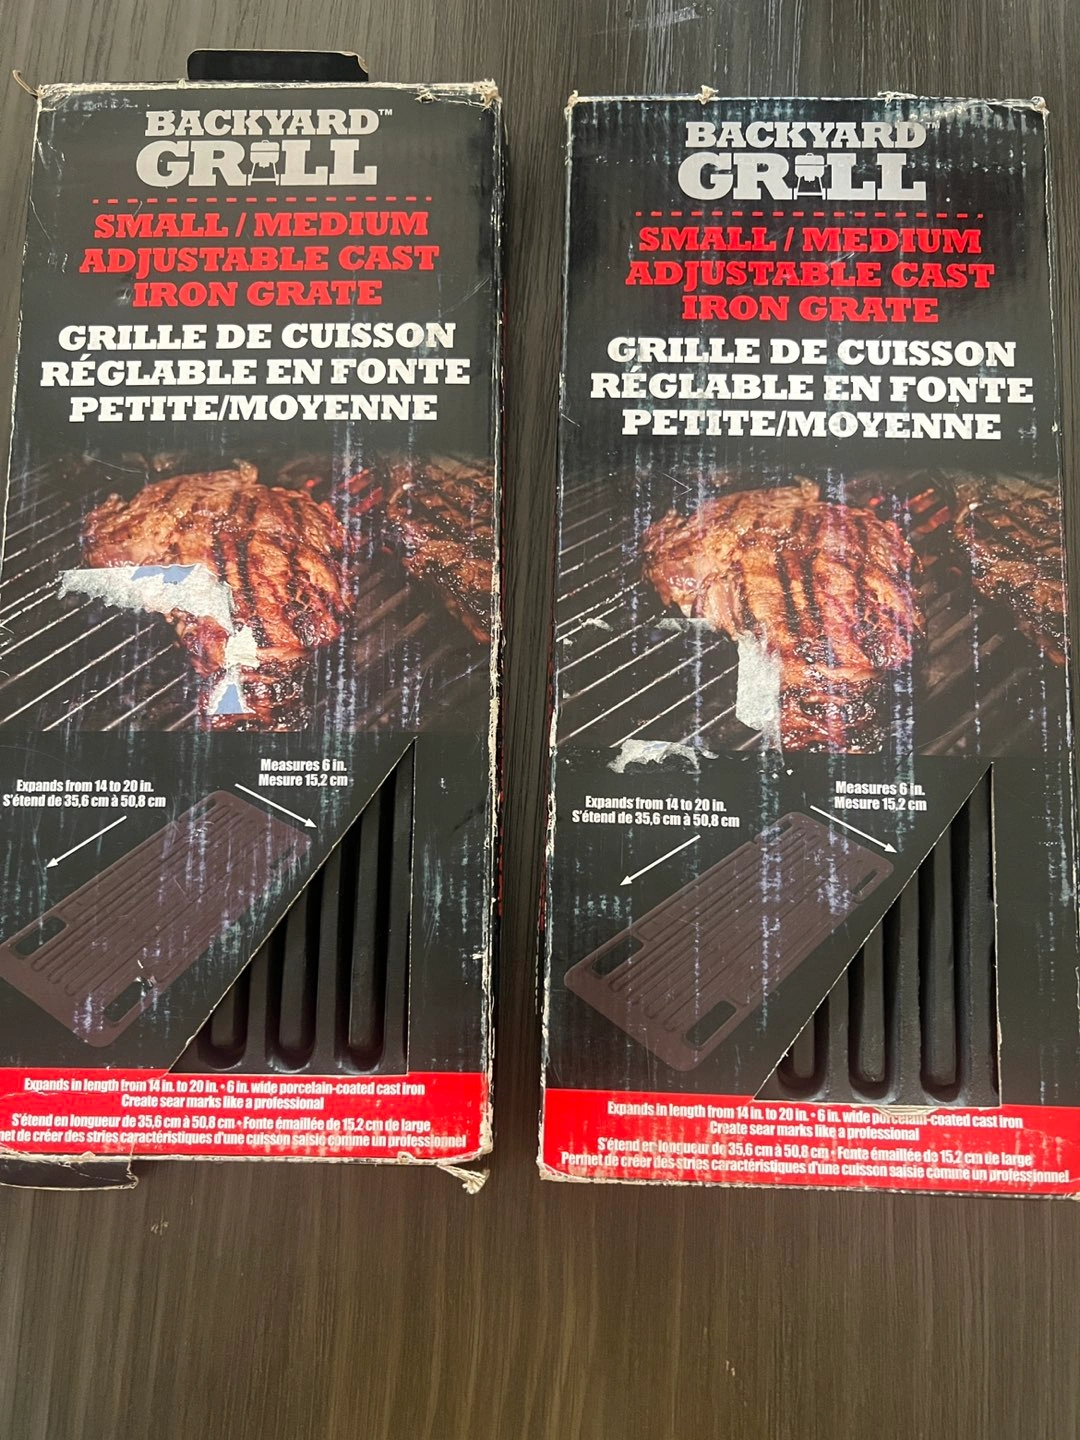 BACKYARD™
GRILL
SMALL / MEDIUM
ADJUSTABLE CAST
IRON GRATE
GRILLE DE CUISSON
RÉGLABLE EN FONTE
PETITE/MOYENNE
Measures 6 in.
Mesure 15,2 cm
Expands from 14 to 20 in.
S'étend de 35,6 cm à 50,8 cm
Expands in length from 14 in. to 20 in. • 6 in. wide porcelain-coated cast iron
Create sear marks like a professional
S'étend en longueur de 35,6 cm à 50,8 cm • Fonte émaillée de 15,2 cm de large
met de créer des stries caractéristiques d'une cuisson saisie comme un professionnel
BACKYARD™
GRILL
SMALL / MEDIUM
ADJUSTABLE CAST
IRON GRATE
GRILLE DE CUISSON
RÉGLABLE EN FONTE
PETITE/MOYENNE
Measures 6 in.
Mesure 15,2 cm
Expands from 14 to 20 in.
S'étend de 35,6 cm à 50,8 cm
Expands in length from 14 in. to 20 in. • 6 in. wide porcelain-coated cast iron
Create sear marks like a professional
S'étend en longueur de 35,6 cm à 50,8 cm • Fonte émaillée de 15,2 cm de large
Permet de créer des stries caractéristiques d'une cuisson saisie comme un professionnel